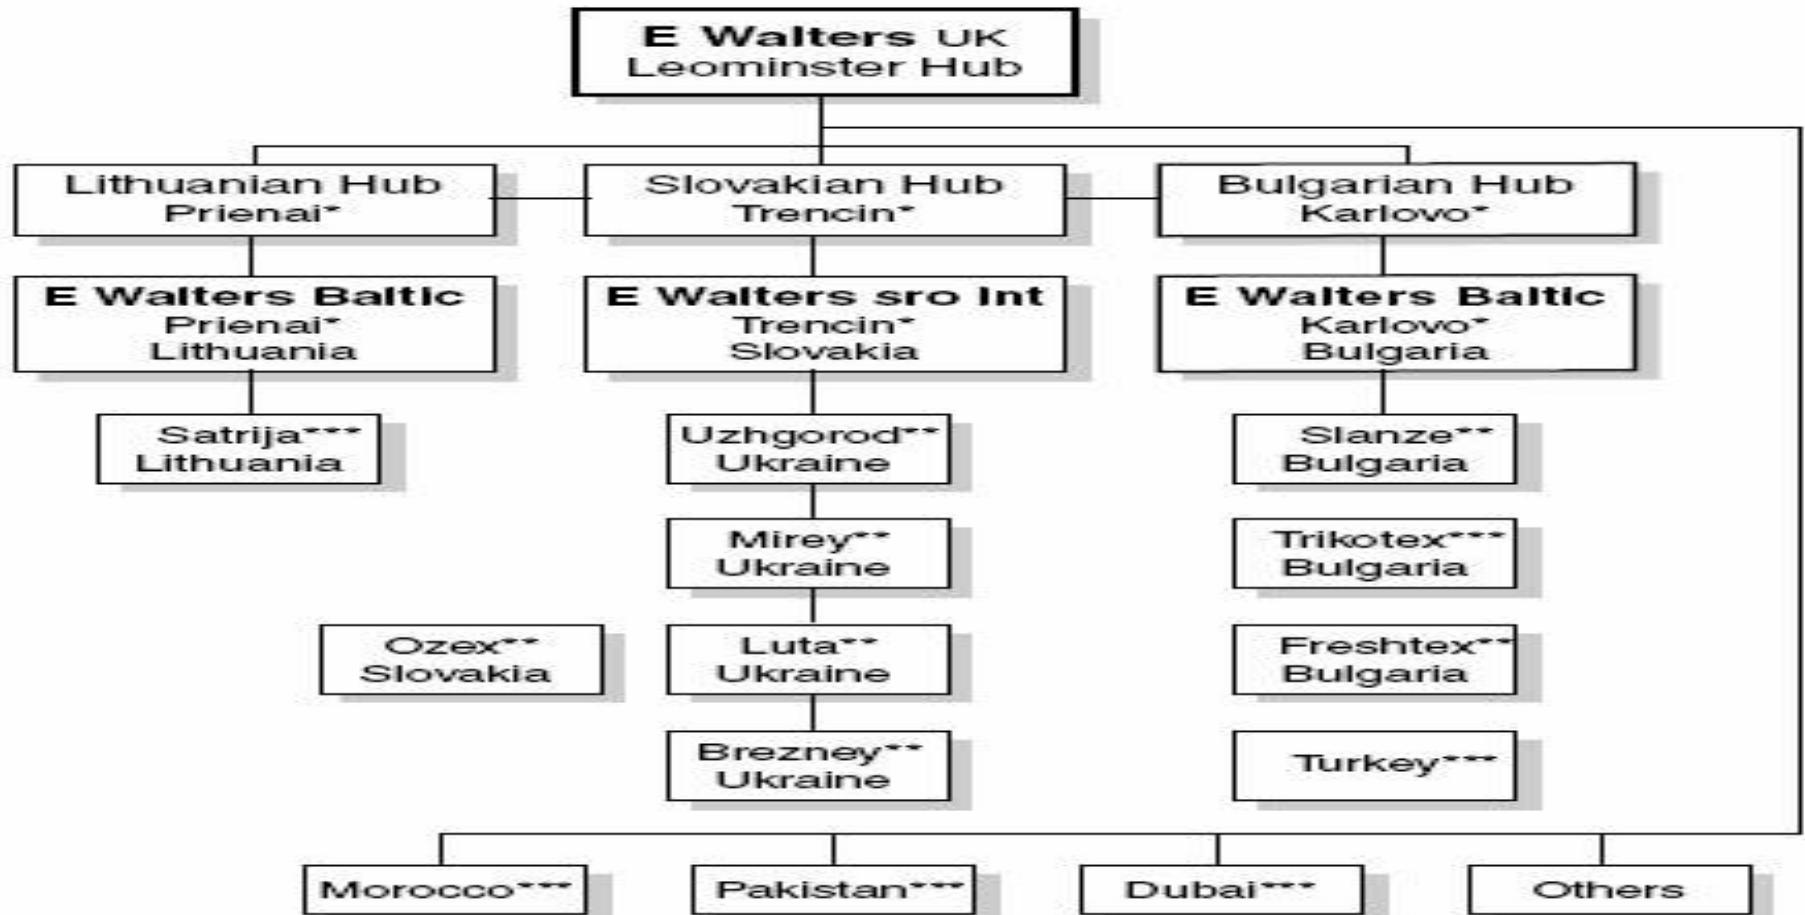 E Walters UK
Leominster Hub
Lithuanian Hub
Prienai*
Slovakian Hub
Trencin*
Bulgarian Hub
Karlovo*
E Walters Baltic
Prienai*
Lithuania
E Walters sro Int
Trencin*
Slovakia
E Walters Baltic
Karlovo*
Bulgaria
Satrija***
Lithuania
Uzhgorod**
Ukraine
Slanze**
Bulgaria
Mirey**
Ukraine
Trikotex***
Bulgaria
Ozex**
Slovakia
Luta**
Ukraine
Freshtex**
Bulgaria
Brezney**
Ukraine
Turkey***
Morocco***
Pakistan***
Dubai***
Others